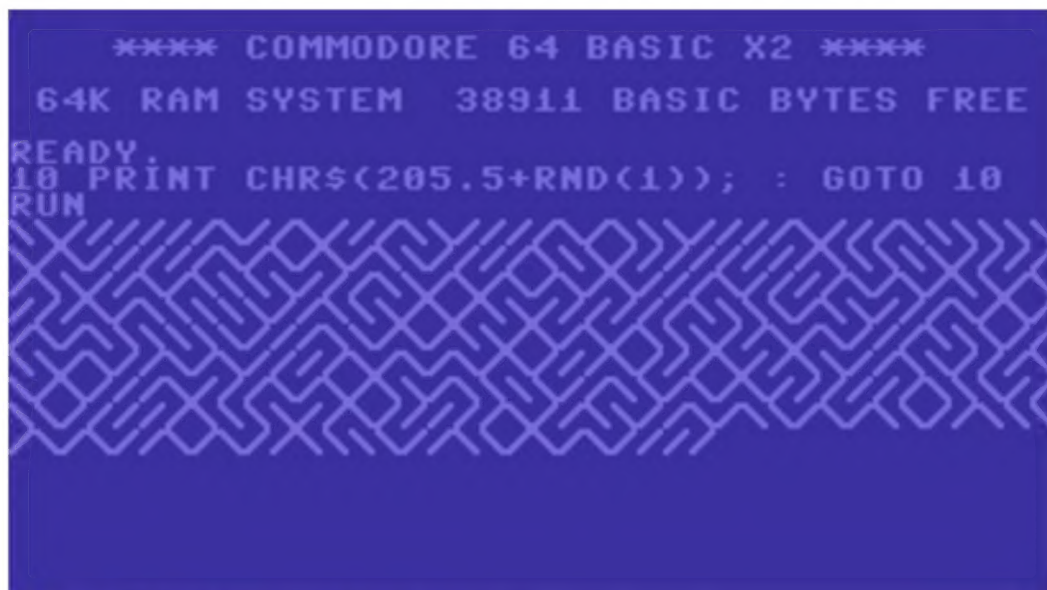 **** COMMODORE 64 BASIC X2 ****
64K RAM SYSTEM  38911 BASIC BYTES FREE
READY.
10 PRINT CHR$(205.5+RND(1)); : GOTO 10
RUN